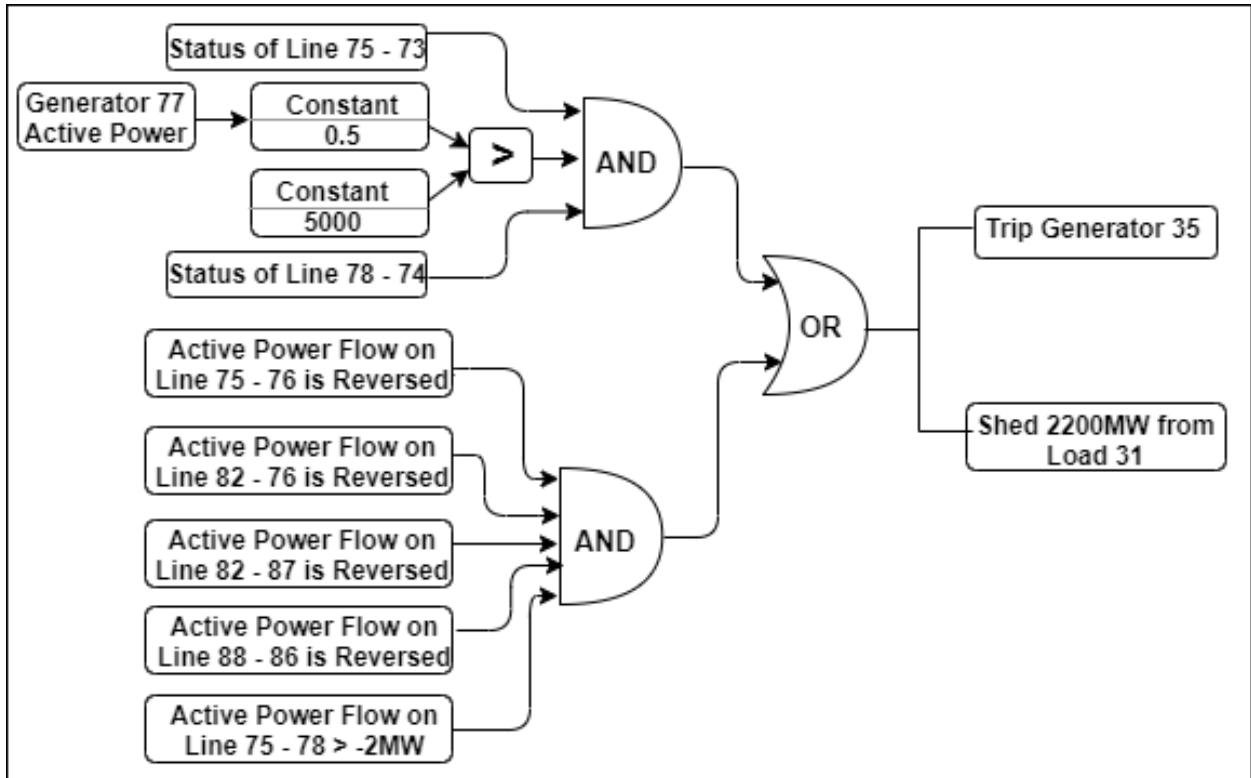 Status of Line 75 - 73
Generator 77
Active Power
Constant
0.5
>
AND
Constant
5000
Status of Line 78 - 74
Trip Generator 35
OR
Active Power Flow on
Line 75 - 76 is Reversed
Shed 2200MW from
Load 31
Active Power Flow on
Line 82 - 76 is Reversed
Active Power Flow on
Line 82 - 87 is Reversed
AND
Active Power Flow on
Line 88 - 86 is Reversed
Active Power Flow on
Line 75 - 78 > -2MW